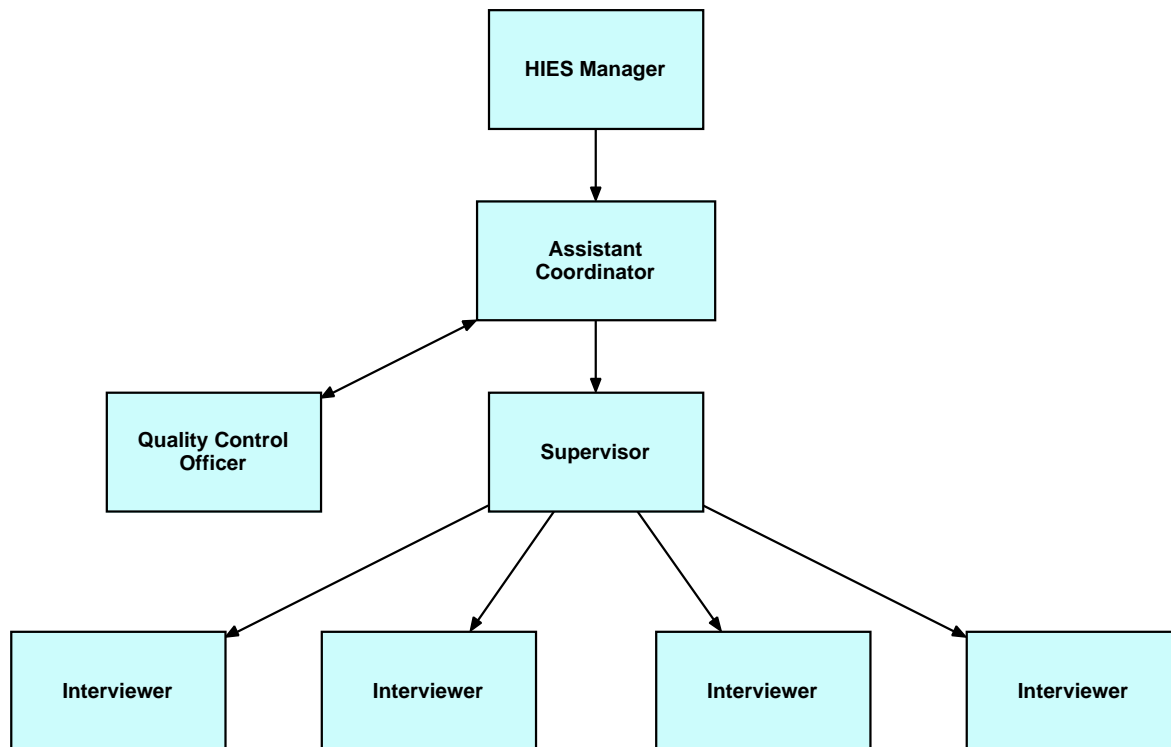 HIES Manager
Assistant
Coordinator
Quality Control
Officer
Supervisor
Interviewer
Interviewer
Interviewer
Interviewer